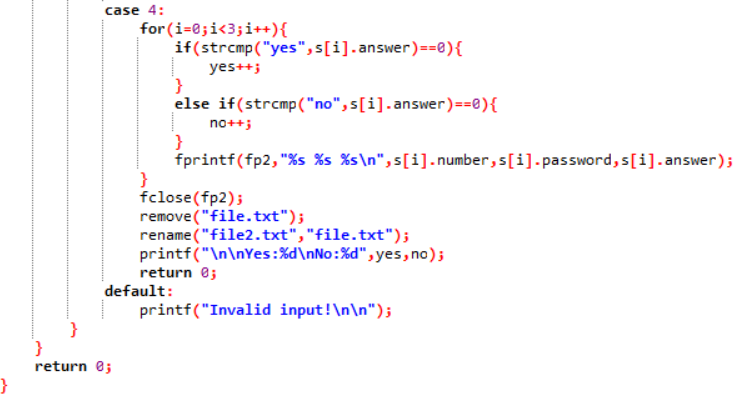 case 4:
for(i=0;i<3;i++){
if(strcmp("yes",s[i].answer)==0){
yes++;
}
else if(strcmp("no",s[i].answer)==0){
no++;
}
fprintf(fp2,"%s %s %s\n",s[i].number,s[i].password,s[i].answer);
}
fclose(fp2);
remove("file.txt");
rename("file2.txt","file.txt");
printf("\n\nYes:%d\nNo:%d",yes,no);
return 0;
default:
printf("Invalid input!\n\n");
}
}
return 0;
}